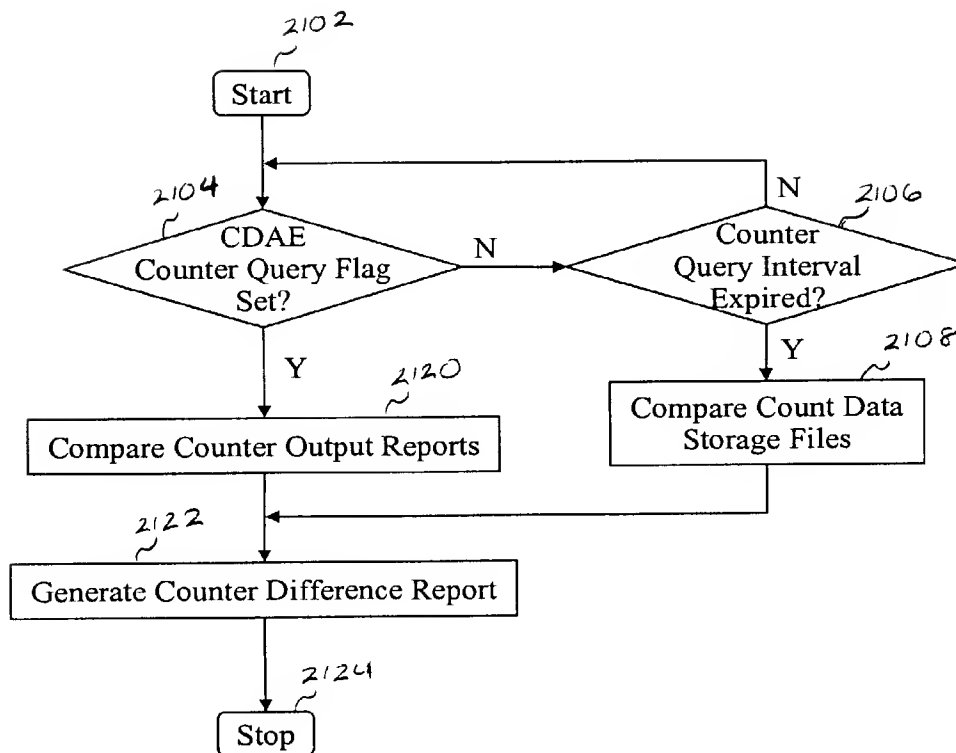 2102
Start
2104
CDAE
Counter Query Flag
Set?
N
N
2106
Counter
Query Interval
Expired?
Y
Y
2108
2120
Compare Counter Output Reports
Compare Count Data
Storage Files
2122
Generate Counter Difference Report
2124
Stop